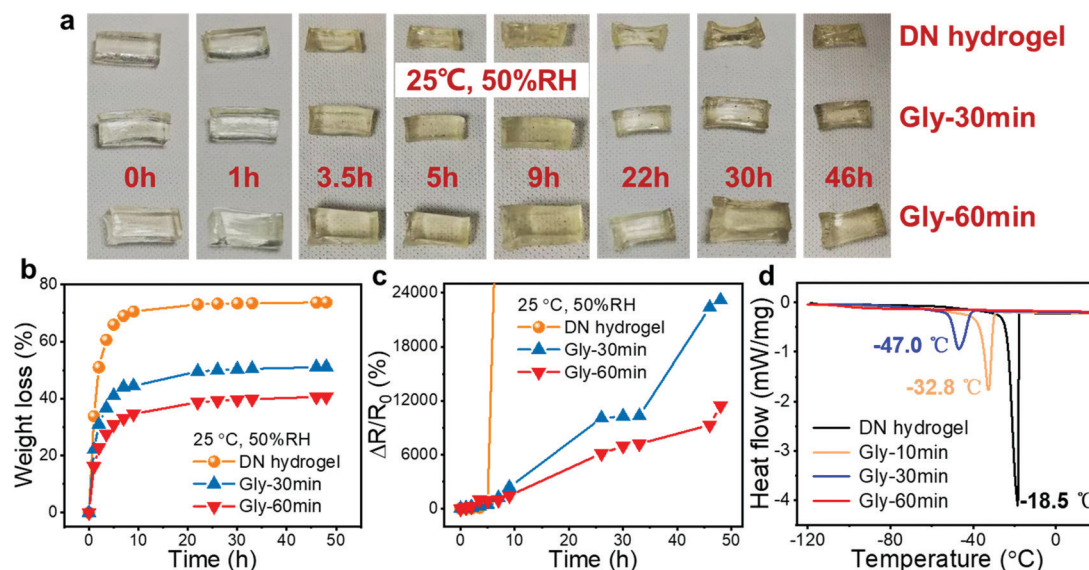 a
DN hydrogel
25℃, 50%RH
Gly-30min
0h 1h 3.5h 5h 9h 22h 30h 46h
Gly-60min
b
Weight loss (%)
80
60
40
20
0
25 °C, 50%RH
DN hydrogel
Gly-30min
Gly-60min
0 10 20 30 40 50
Time (h)
c
ΔR/R0 (%)
24000
18000
12000
6000
0
25 °C, 50%RH
DN hydrogel
Gly-30min
Gly-60min
0 10 20 30 40 50
Time (h)
d
Heat flow (mW/mg)
0
-1
-2
-3
-4
-47.0 ℃
-32.8 ℃
DN hydrogel
Gly-10min
Gly-30min
Gly-60min
-18.5 ℃
-120 -80 -40 0
Temperature (°C)